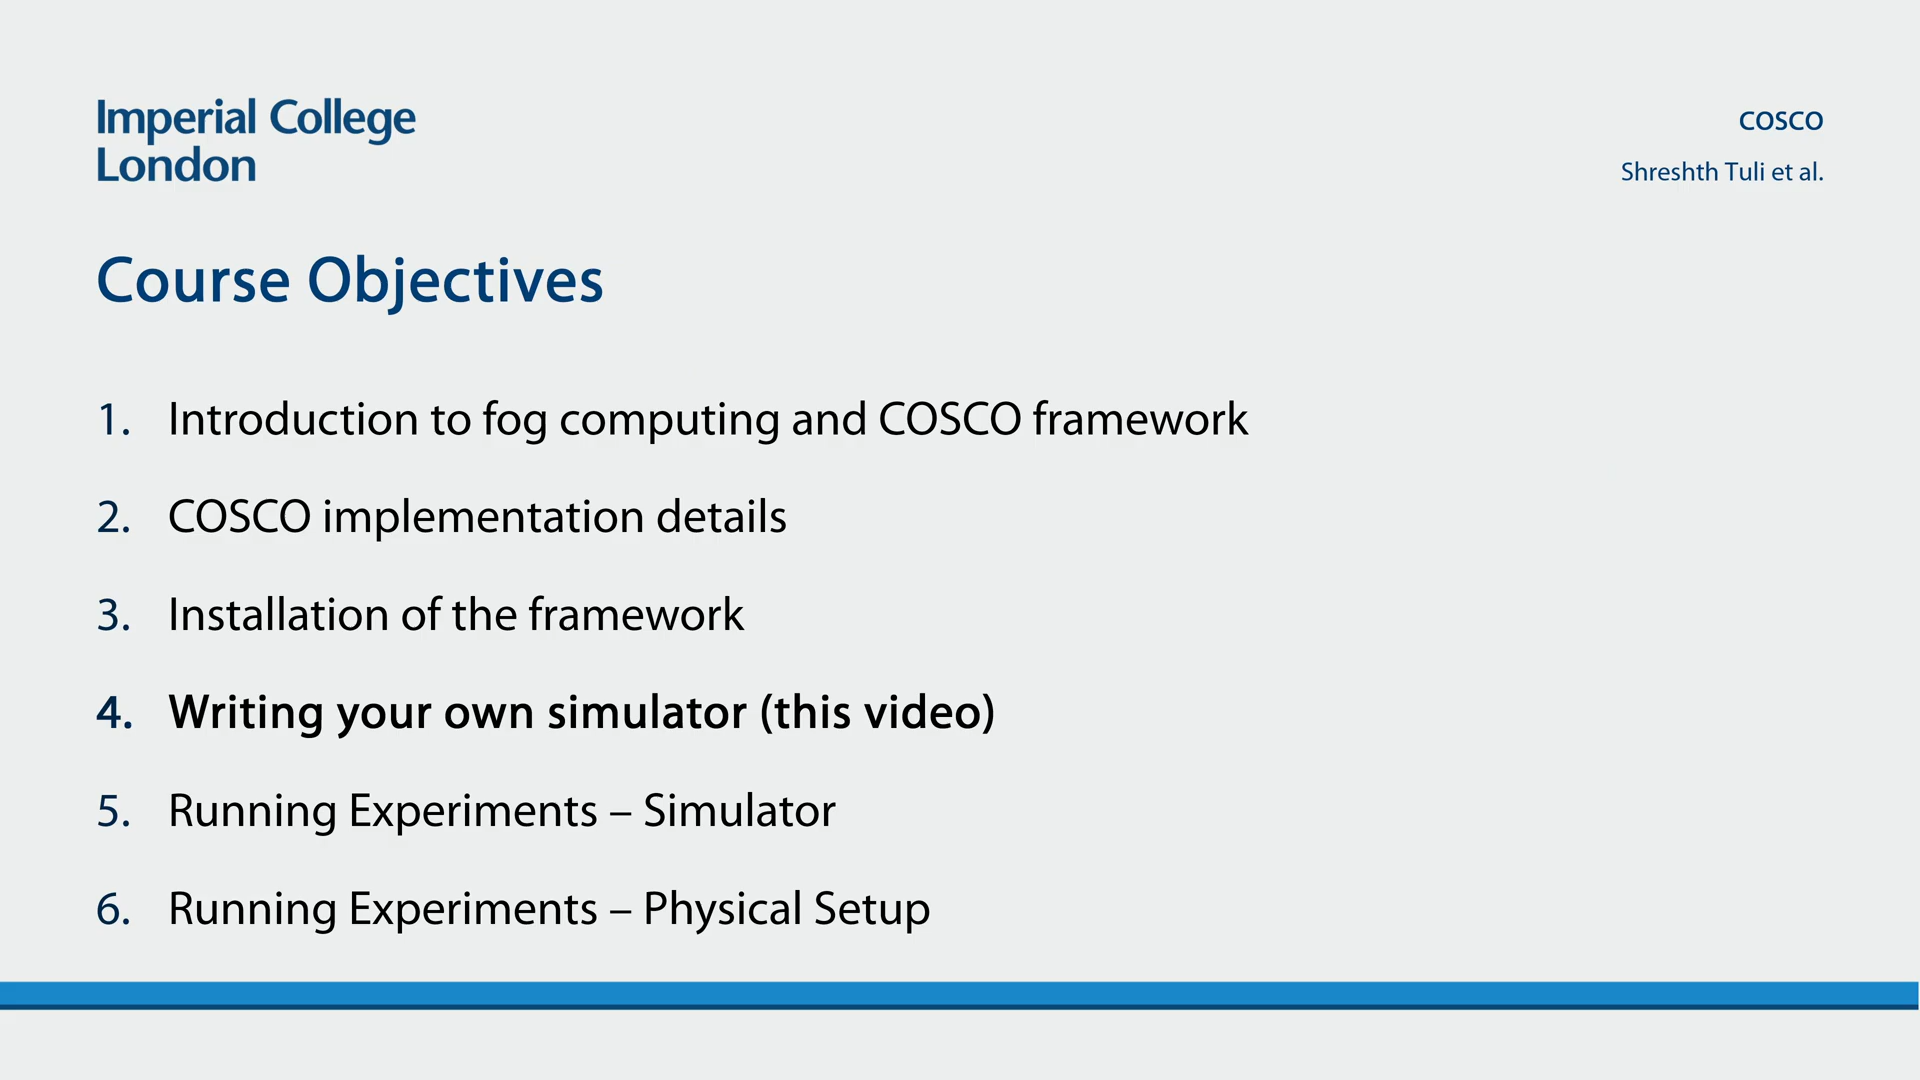 Imperial College
London
COSCO
Shreshth Tuli et al.
Course Objectives
1. Introduction to fog computing and COSCO framework
2. COSCO implementation details
3. Installation of the framework
4. Writing your own simulator (this video)
5. Running Experiments – Simulator
6. Running Experiments – Physical Setup